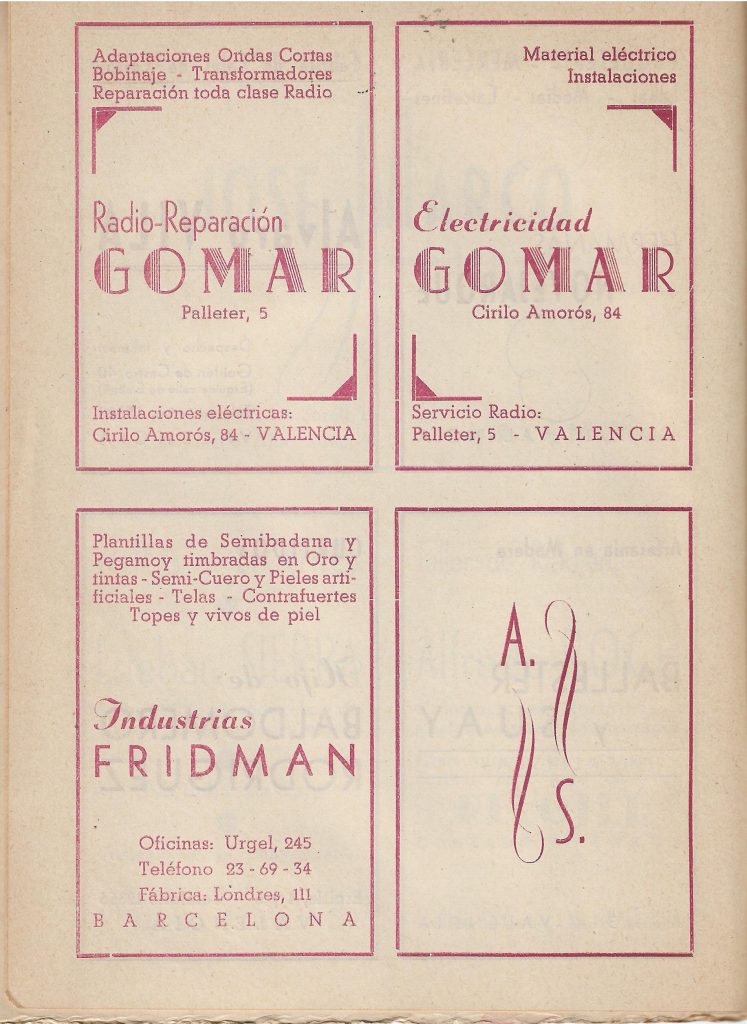 Adaptaciones Ondas Cortas
Bobinaje - Transformadores
Reparación toda clase Radio
Radio-Reparación
GOMAR
Palleter, 5
Instalaciones eléctricas:
Cirilo Amorós, 84 - VALENCIA
Material eléctrico
Instalaciones
Electricidad
GOMAR
Cirilo Amorós, 84
Servicio Radio:
Palleter, 5 - VALENCIA
Plantillas de Semibadana y
Pegamoy timbradas en Oro y
tintas - Semi-Cuero y Pieles arti-
ficiales - Telas - Contrafuertes
Topes y vivos de piel
Industrias
FRIDMAN
Oficinas: Urgel, 245
Teléfono 23-69-34
Fábrica: Londres, 111
BARCELONA
A.
S.